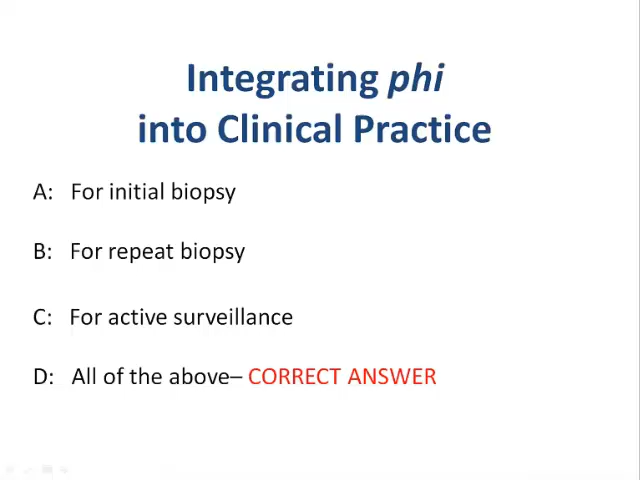 Integrating phi
into Clinical Practice
A: For initial biopsy
B: For repeat biopsy
C: For active surveillance
D: All of the above– CORRECT ANSWER